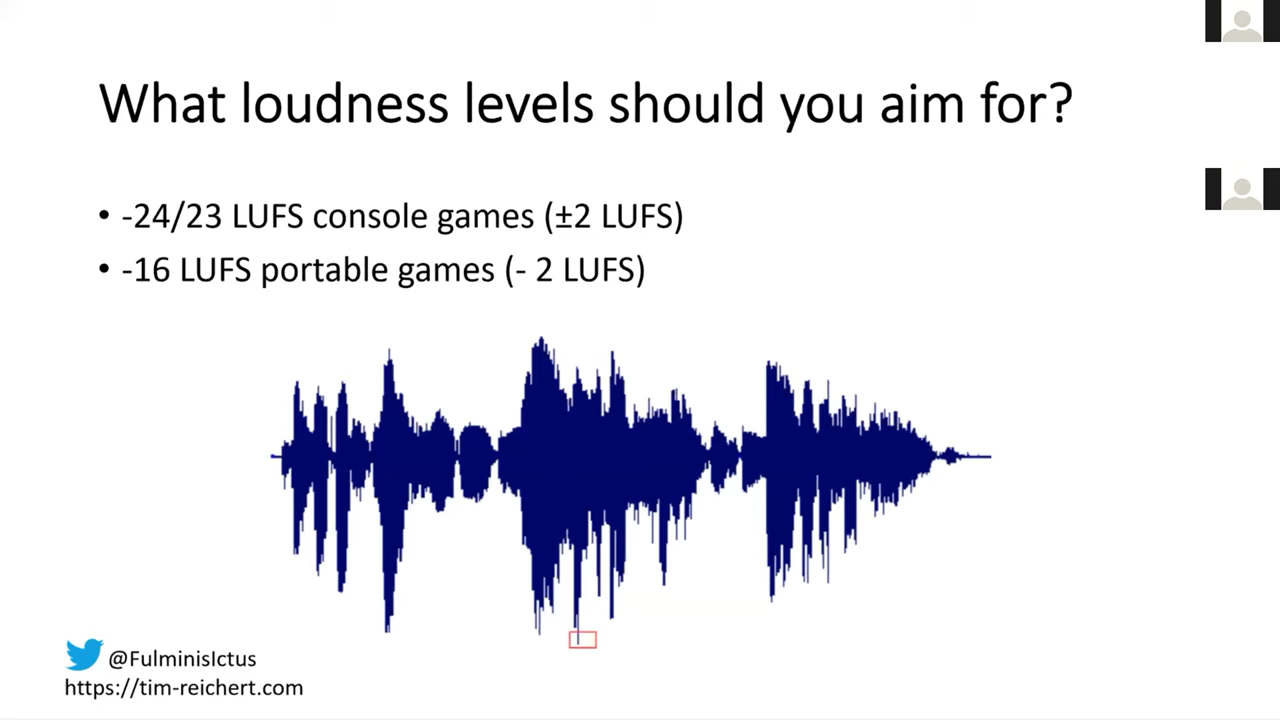 What loudness levels should you aim for?
• -24/23 LUFS console games (±2 LUFS)
• -16 LUFS portable games (- 2 LUFS)
@FulminisIctus
https://tim-reichert.com